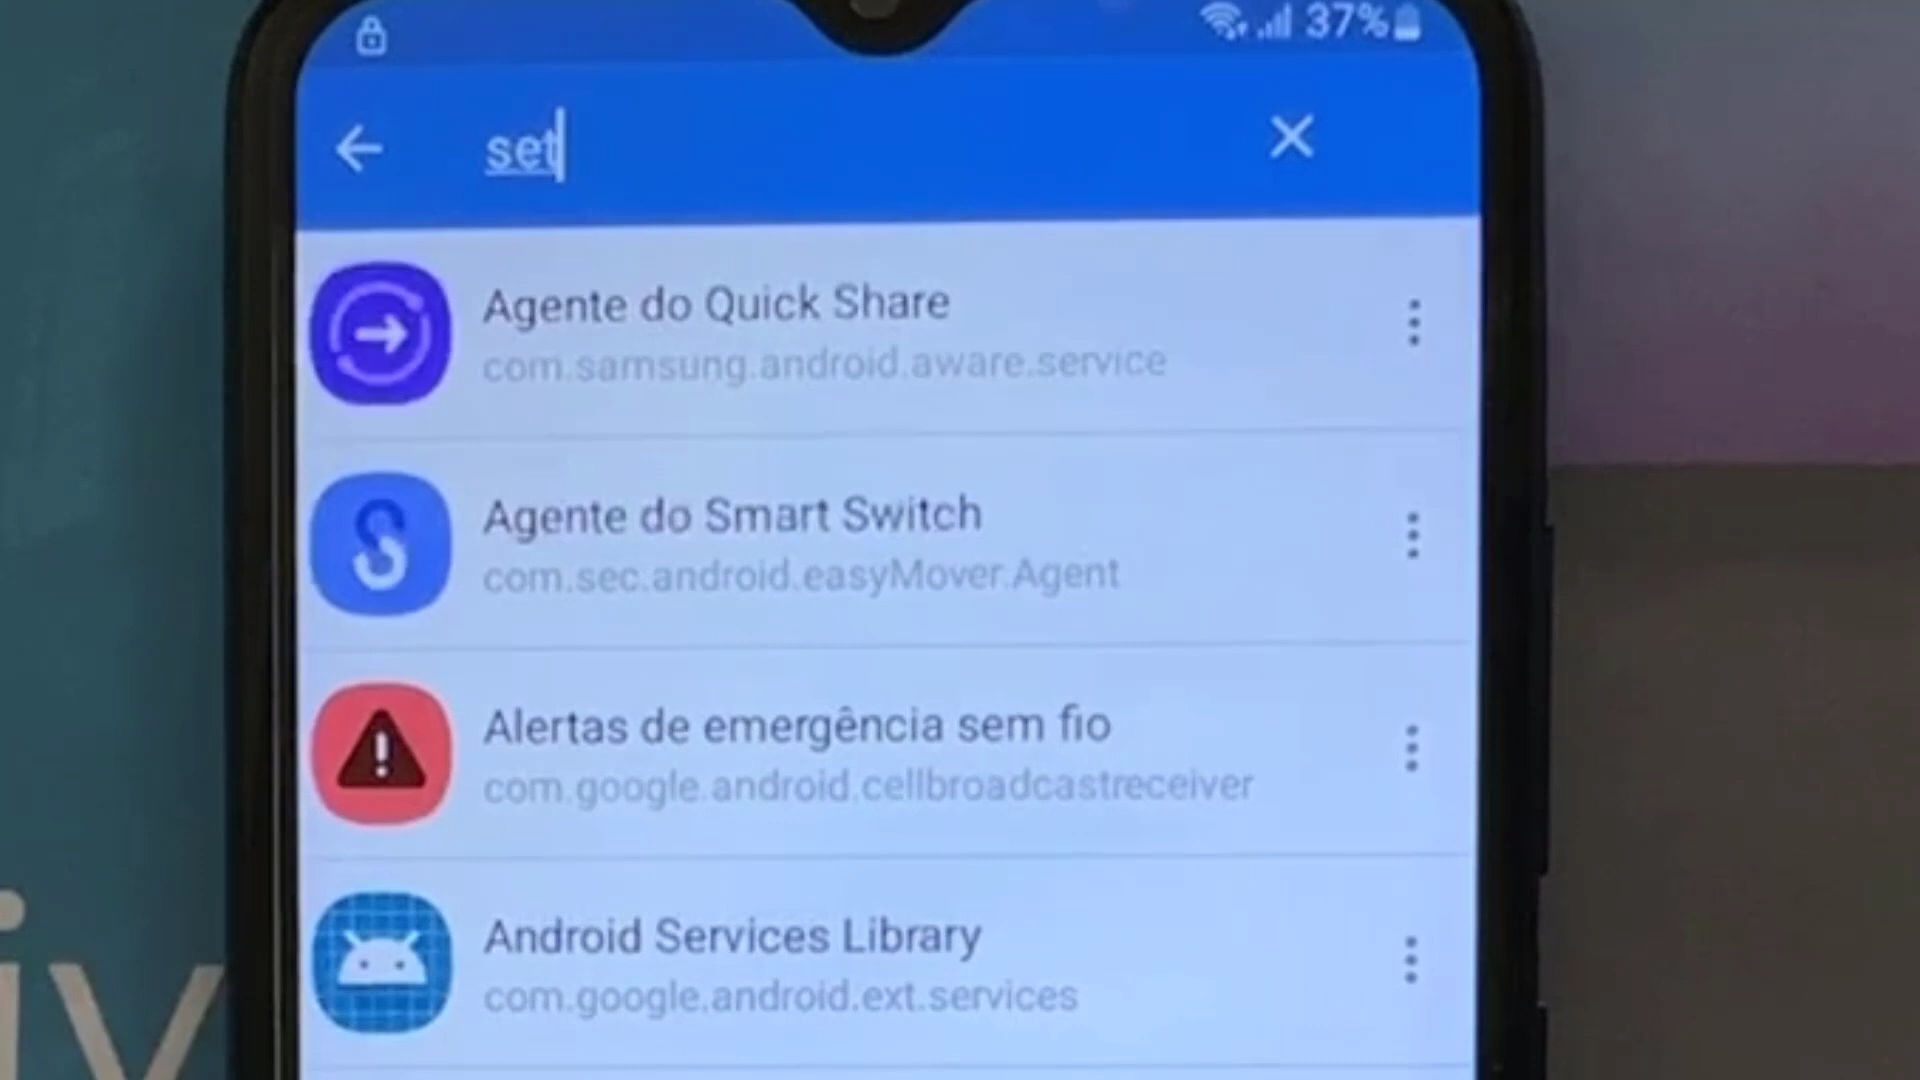 37%
set
Agente do Quick Share
com.samsung.android.aware.service
Agente do Smart Switch
com.sec.android.easyMover.Agent
Alertas de emergência sem fio
com.google.android.cellbroadcastreceiver
Android Services Library
com.google.android.ext.services
iv